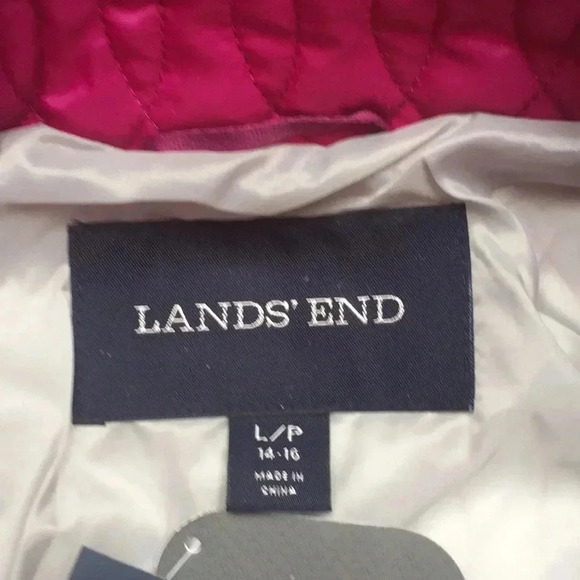 LANDS' END
L/P
14-16
MADE IN
CHINA